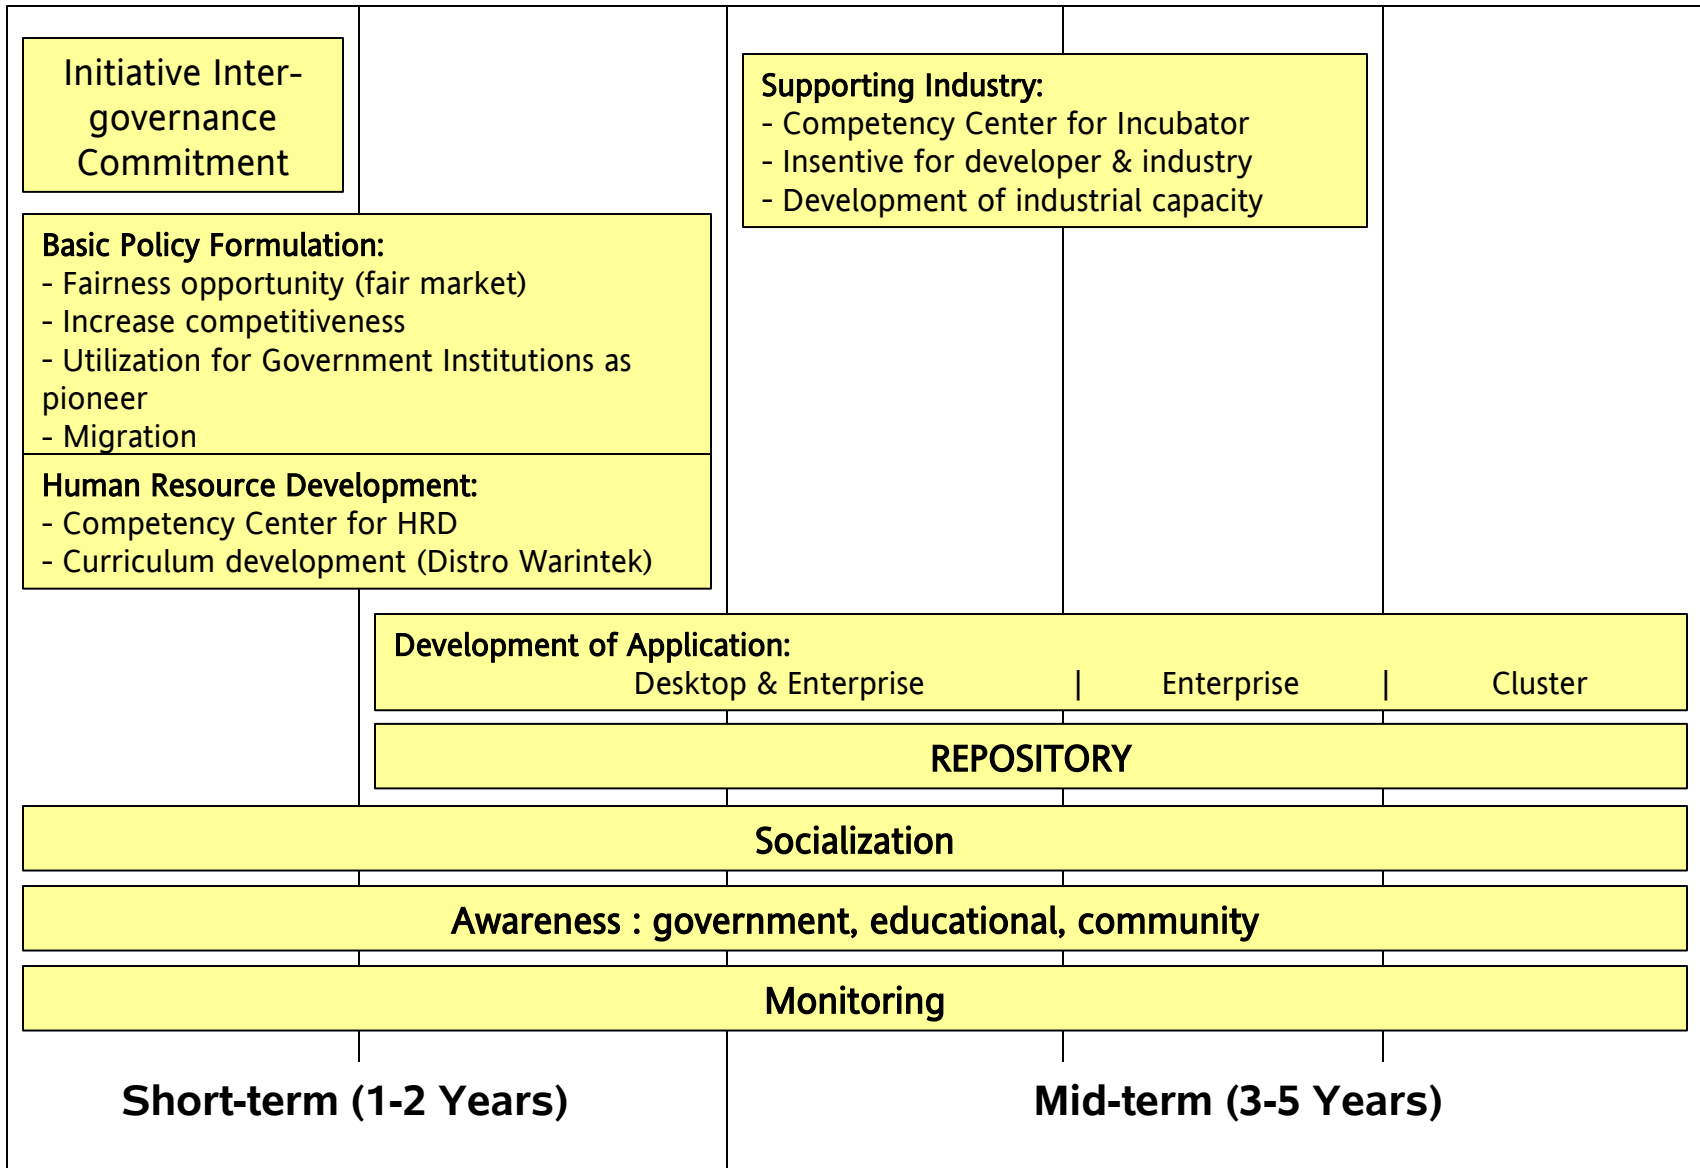 Initiative Inter-
governance
Commitment
Supporting Industry:
- Competency Center for Incubator
- Insentive for developer & industry
- Development of industrial capacity
Basic Policy Formulation:
- Fairness opportunity (fair market)
- Increase competitiveness
- Utilization for Government Institutions as
pioneer
- Migration
Human Resource Development:
- Competency Center for HRD
- Curriculum development (Distro Warintek)
Development of Application:
Desktop & Enterprise | Enterprise | Cluster
REPOSITORY
Socialization
Awareness : government, educational, community
Monitoring
Short-term (1-2 Years) Mid-term (3-5 Years)